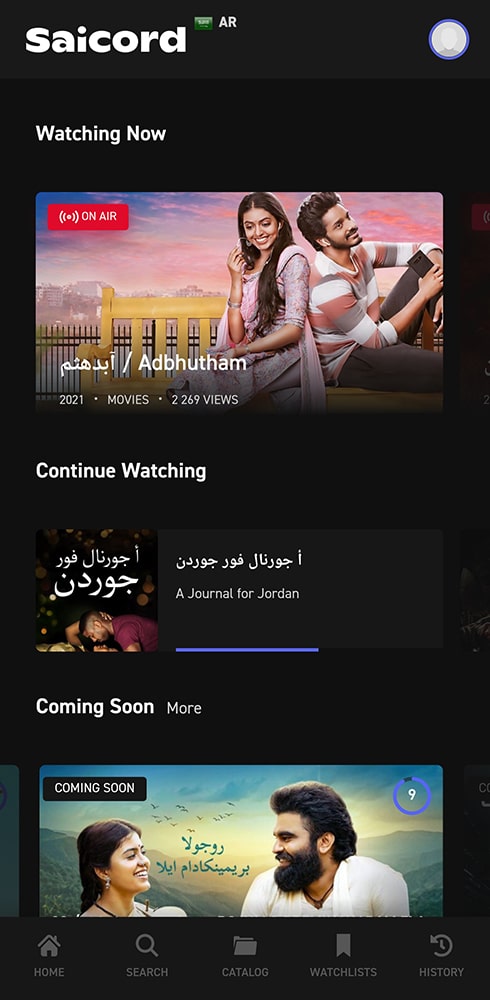 Saicord
AR
Watching Now
ON AIR
آبدهثم / Adbhutham
2021 • MOVIES • 2 269 VIEWS
Continue Watching
أ جورنال فور
جوردن
أ جورنال فور جوردن
A Journal for Jordan
Coming Soon More
COMING SOON
9
روجولا
بريمينكادام ايلا
HOME
SEARCH
CATALOG
WATCHLISTS
HISTORY